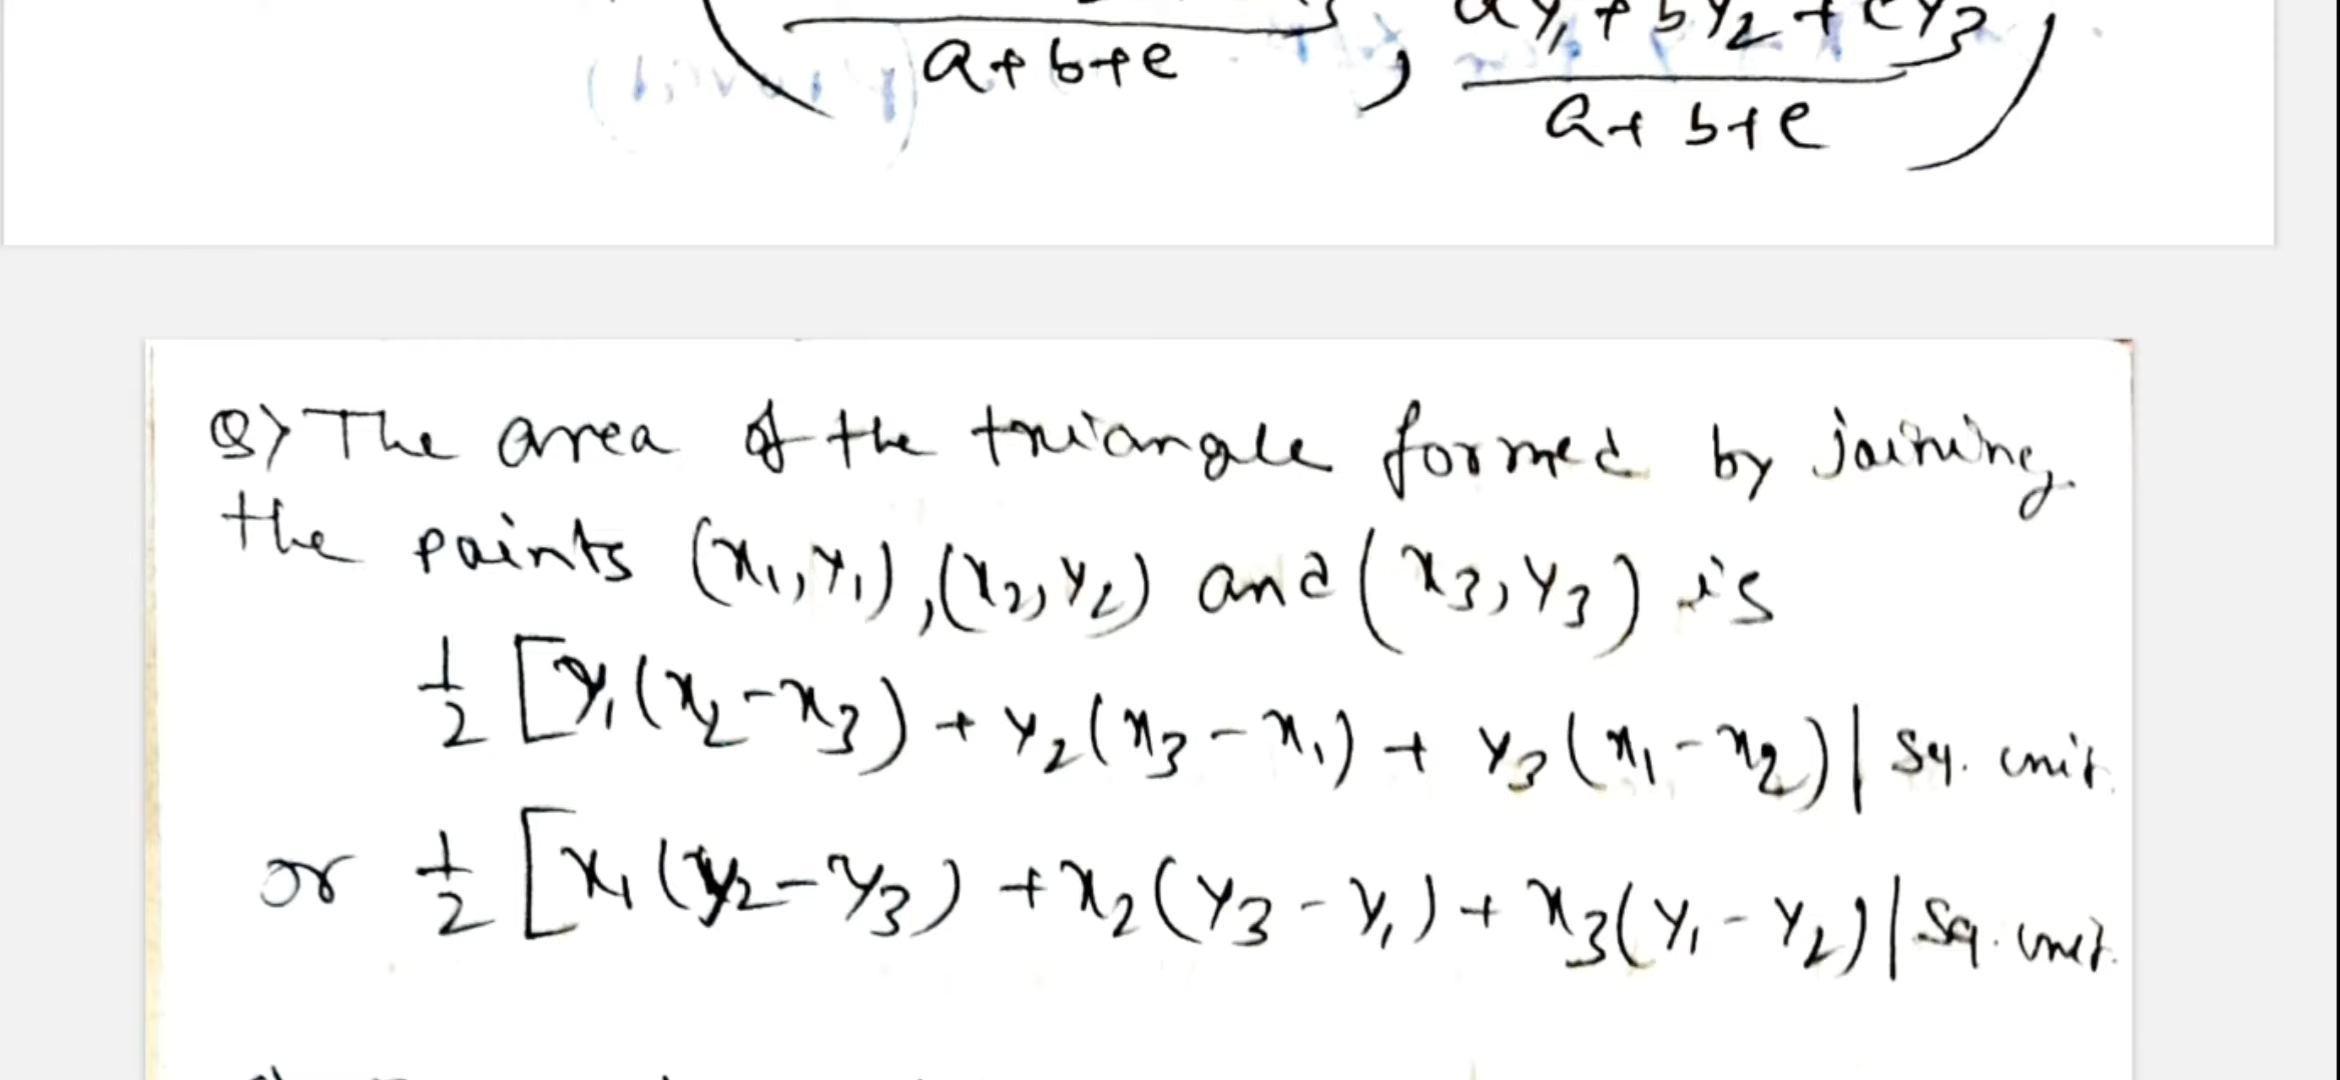 a+b+c , ay₁+by₂+cy₃
a+b+c )
8) The area of the triangle formed by joining
the points (x₁,y₁),(x₂,y₂) and (x₃,y₃) is
1/2 [y₁(x₂-x₃) + y₂(x₃-x₁) + y₃(x₁-x₂)| sq. unit.
or 1/2 [x₁(y₂-y₃) + x₂(y₃-y₁) + x₃(y₁-y₂)| sq. unit.